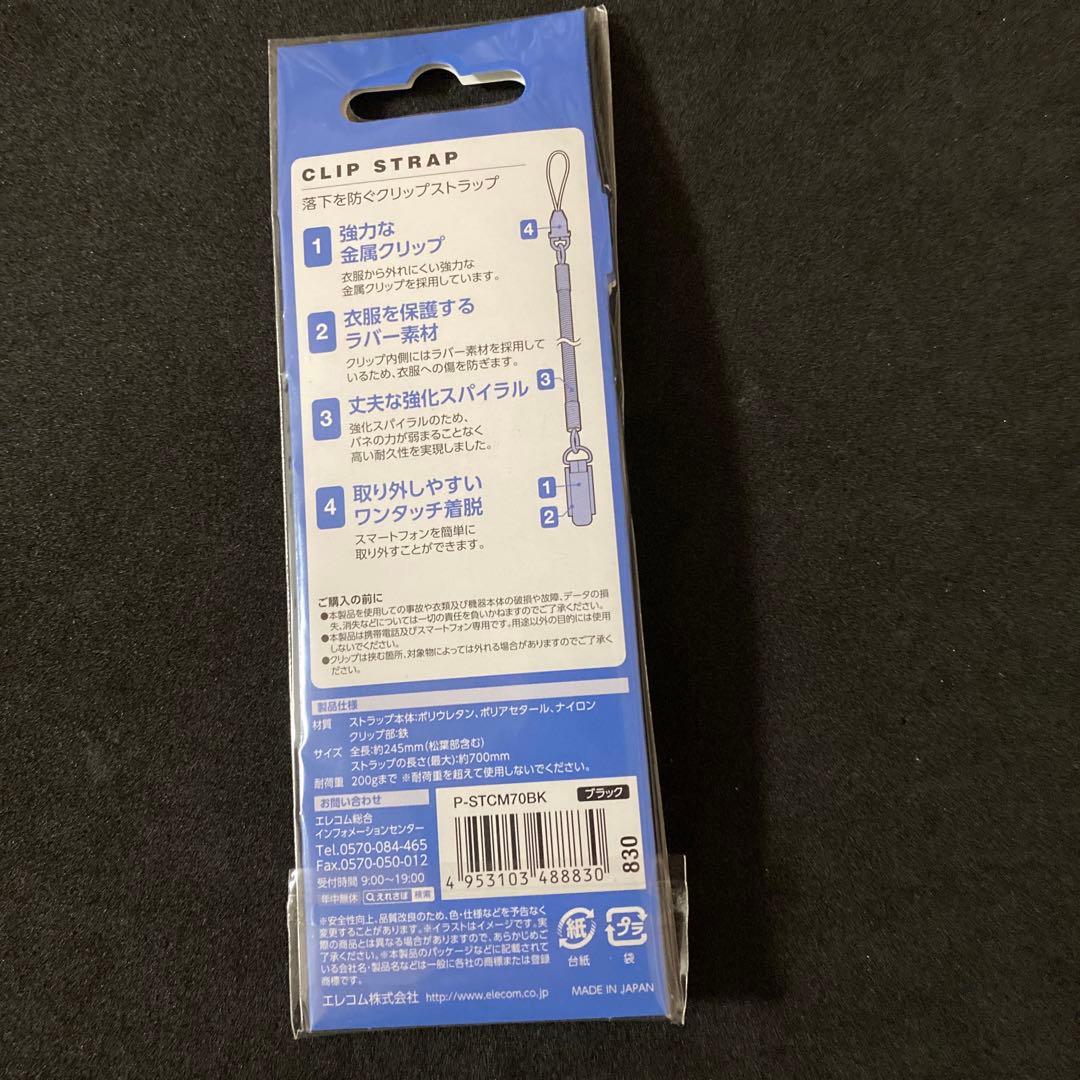 CLIP STRAP
落下を防ぐクリップストラップ
1 強力な
金属クリップ
衣服から外れにくい強力な
金属クリップを採用しています。
2 衣服を保護する
ラバー素材
クリップ内側にはラバー素材を採用して
いるため、衣服への傷を防ぎます。
3 丈夫な強化スパイラル
強化スパイラルのため、
バネの力が弱まることなく
高い耐久性を実現しました。
4 取り外しやすい
ワンタッチ着脱
スマートフォンを簡単に
取り外すことができます。
4
3
1
2
ご購入の前に
●本製品を使用しての事故や衣類及び機器本体の破損や故障、データの損
失、消失などについては一切の責任を負いかねますのでご了承ください。
●本製品は携帯電話及びスマートフォン専用です。用途以外の目的には使用
しないでください。
●クリップは挟む箇所、対象物によっては外れる場合がありますのでご了承く
ださい。
製品仕様
材質 ストラップ本体:ポリウレタン、ポリアセタール、ナイロン
クリップ部:鉄
サイズ 全長:約245mm(松葉部含む)
ストラップの長さ(最大):約700mm
耐荷重 200gまで ※耐荷重を超えて使用しないでください。
お問い合わせ
エレコム総合
インフォメーションセンター
Tel.0570-084-465
Fax.0570-050-012
受付時間 9:00〜19:00
年中無休 えれさぽ 検索
P-STCM70BK ブラック
4 953103 488830
830
※安全性向上、品質改良のため、色・仕様などを予告なく
変更することがあります。※イラストはイメージです。実
際の商品とは異なる場合がありますので、あらかじめご
了承ください。※本製品のパッケージなどに記載されて
いる会社名・製品名などは一般に各社の商標または登録
商標です。
紙
台紙
プラ
袋
エレコム株式会社 http://www.elecom.co.jp MADE IN JAPAN